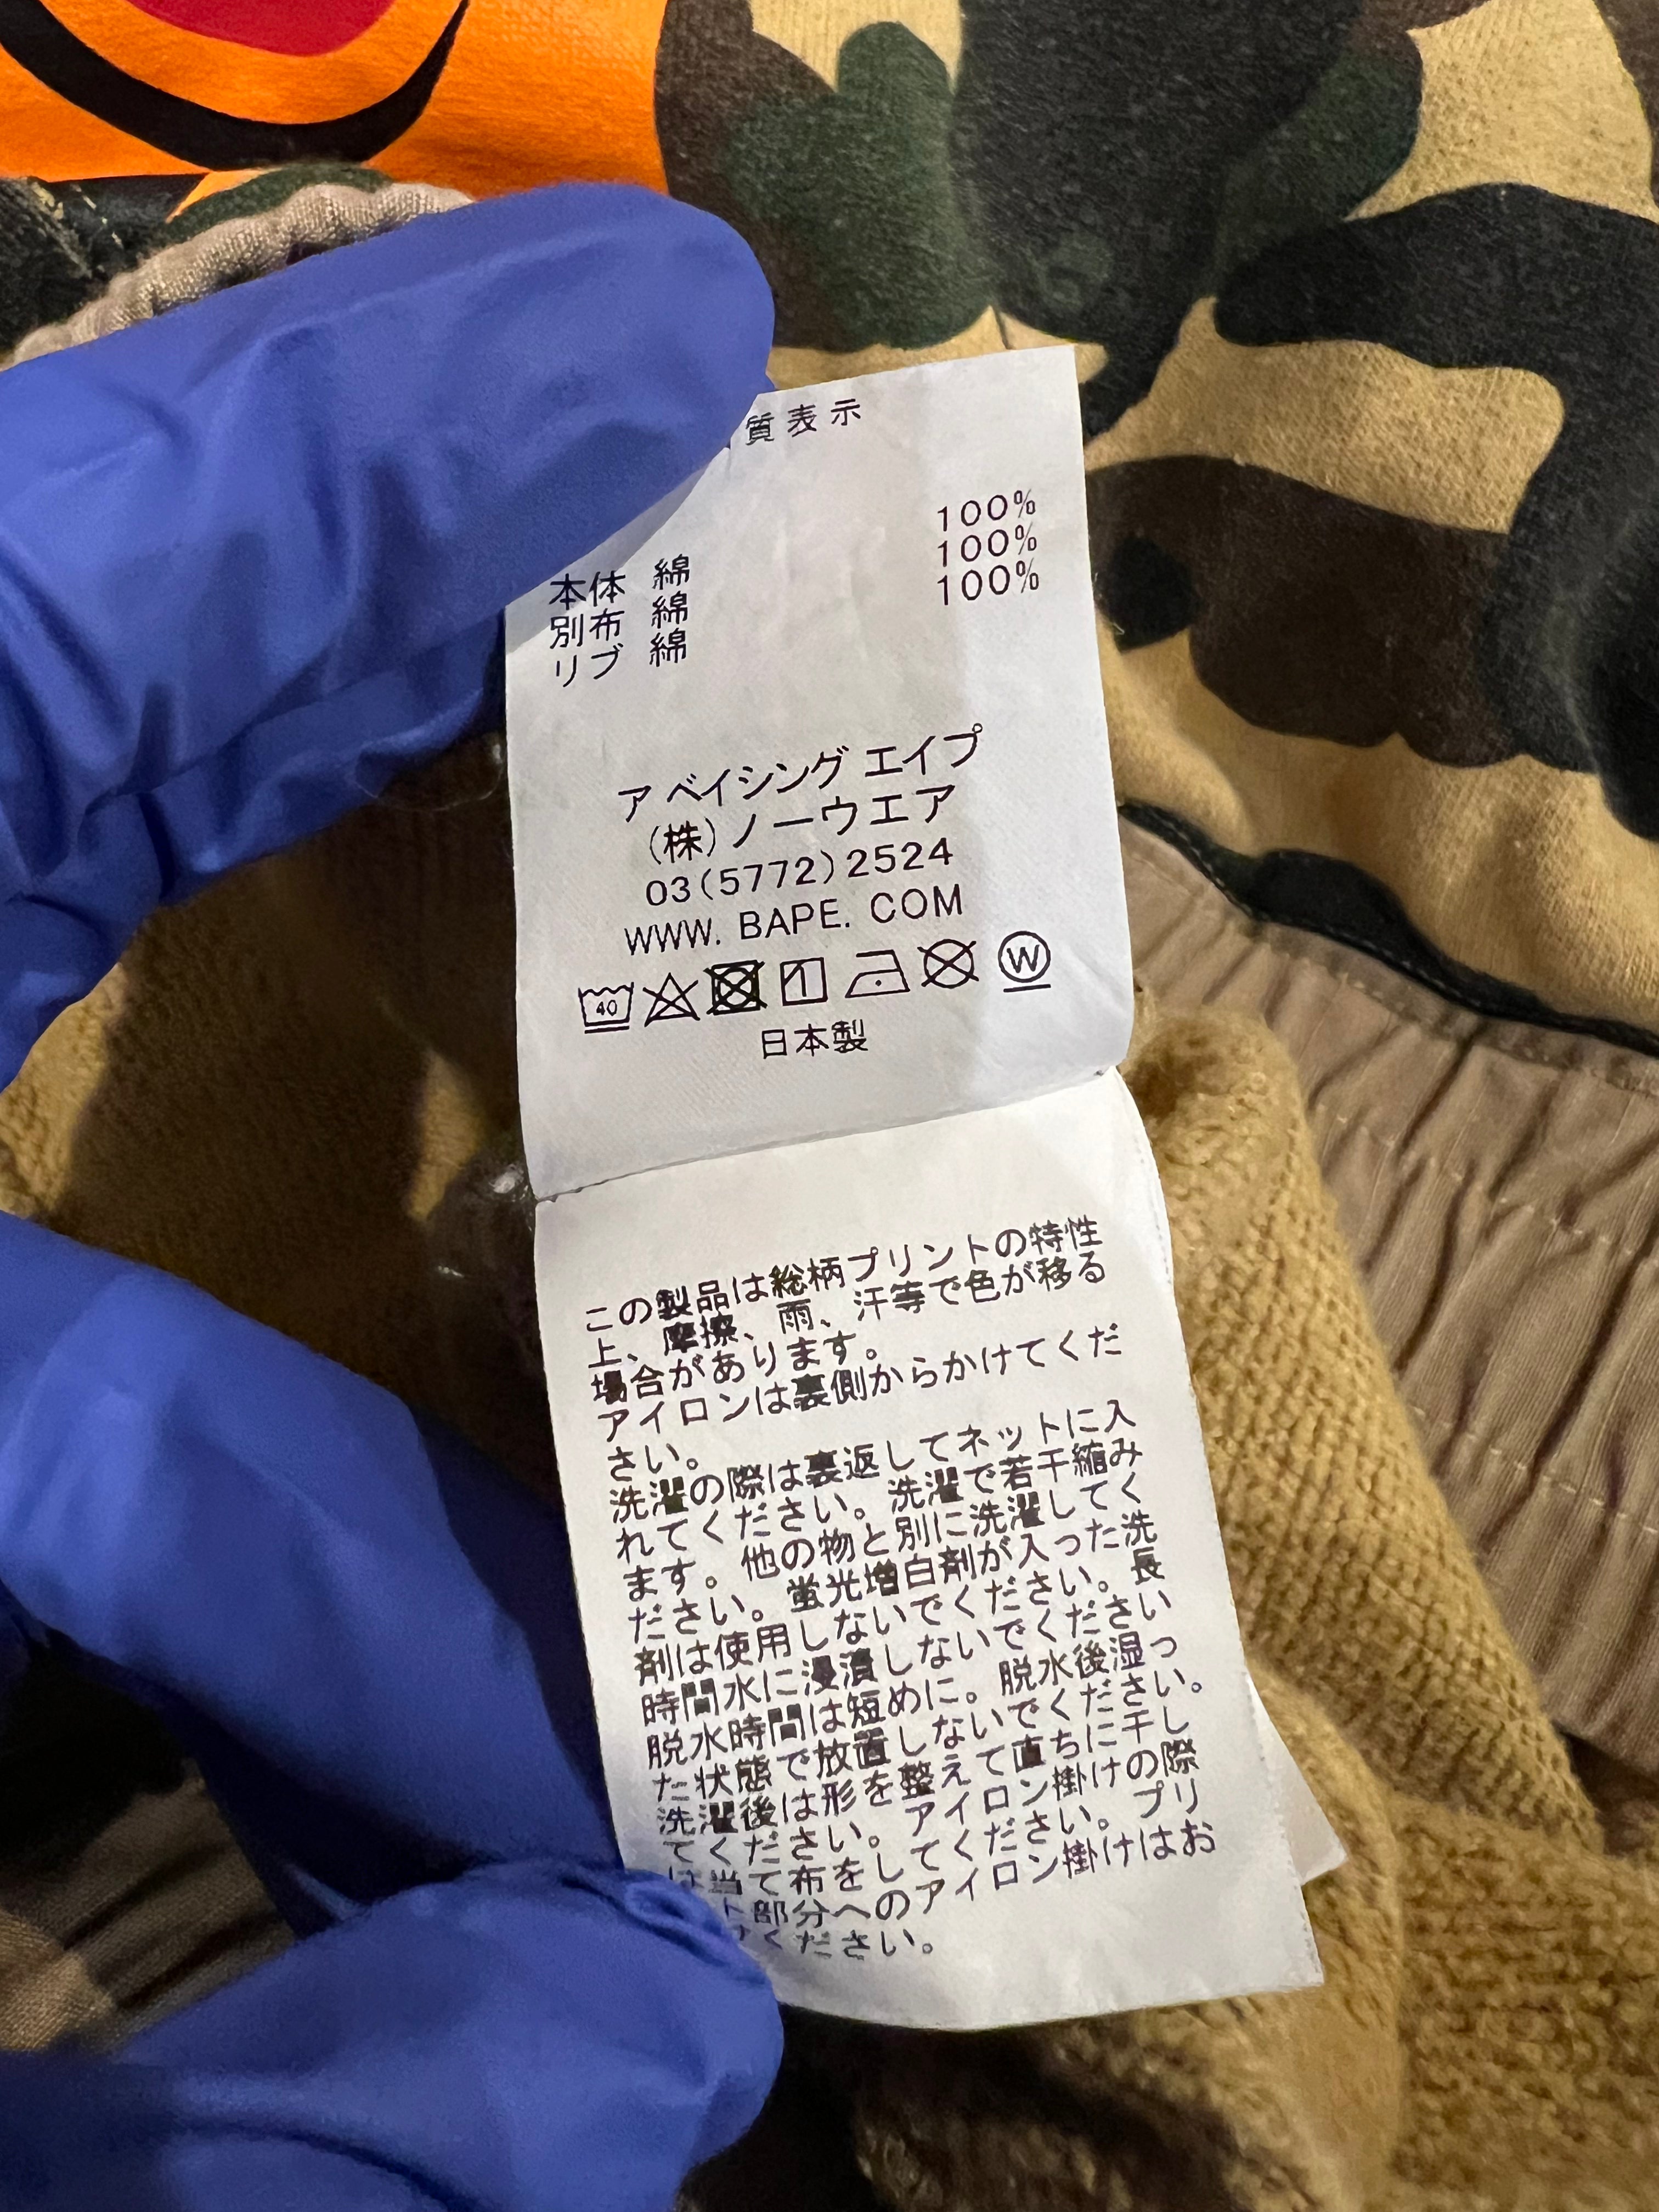 質表示
本体 綿 100%
別布 綿 100%
リブ 綿 100%
ア ベイシング エイプ
(株)ノーウエア
03(5772)2524
WWW. BAPE. COM
40
W
日本製
この製品は総柄プリントの特性
上、摩擦、雨、汗等で色が移る
場合があります。
アイロンは裏側からかけてくだ
さい。
洗濯の際は裏返してネットに入
れてください。洗濯で若干縮み
ます。他の物と別に洗濯してく
ださい。蛍光増白剤が入った洗
剤は使用しないでください。長
時間水に浸漬しないでください
脱水時間は短めに。脱水後湿っ
た状態で放置しないでください。
洗濯後は形を整えて直ちに干し
てください。アイロン掛けの際
は当て布をしてください。プリ
ト部分へのアイロン掛けはお
ください。